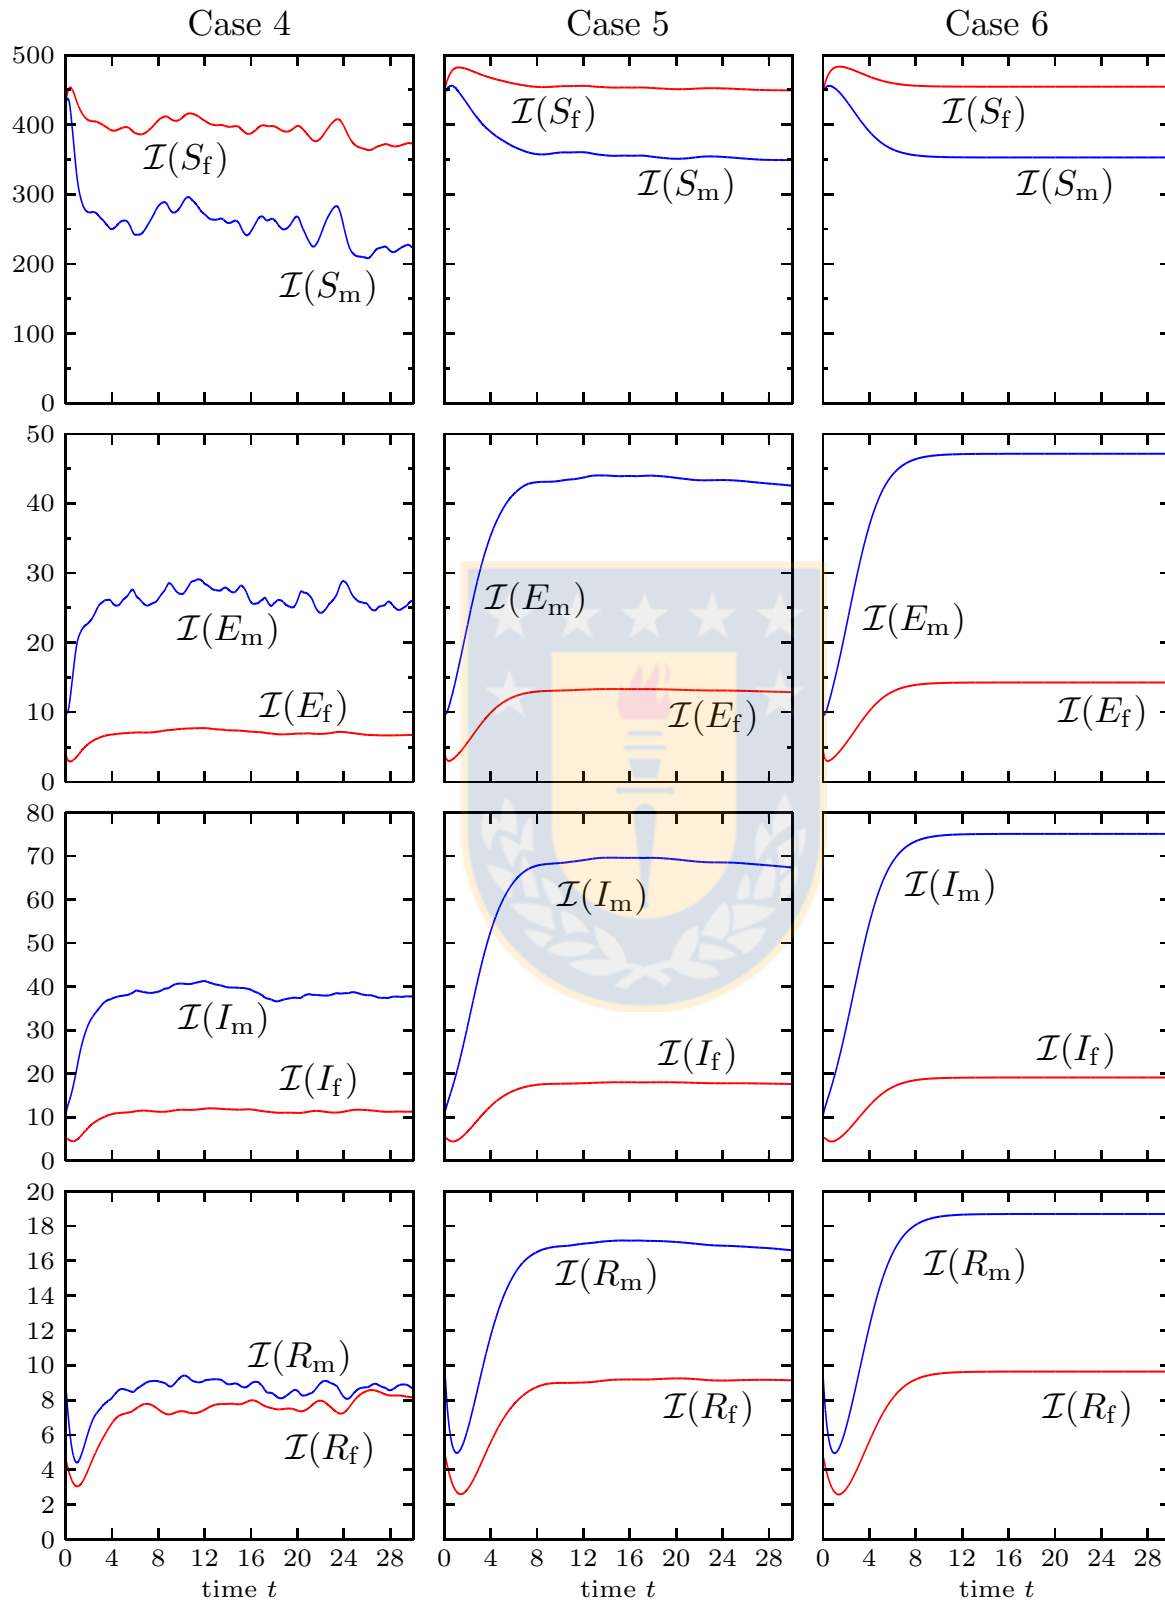 Case 4 Case 5 Case 6
500
400
300
200
100
0
I(S_f)
I(S_m)
I(S_f)
I(S_m)
I(S_f)
I(S_m)
50
40
30
20
10
0
I(E_m)
I(E_f)
I(E_m)
I(E_f)
I(E_m)
I(E_f)
80
70
60
50
40
30
20
10
0
I(I_m)
I(I_f)
I(I_m)
I(I_f)
I(I_m)
I(I_f)
20
18
16
14
12
10
8
6
4
2
0
I(R_m)
I(R_f)
I(R_m)
I(R_f)
I(R_m)
I(R_f)
0 4 8 12 16 20 24 28
0 4 8 12 16 20 24 28
0 4 8 12 16 20 24 28
time t
time t
time t